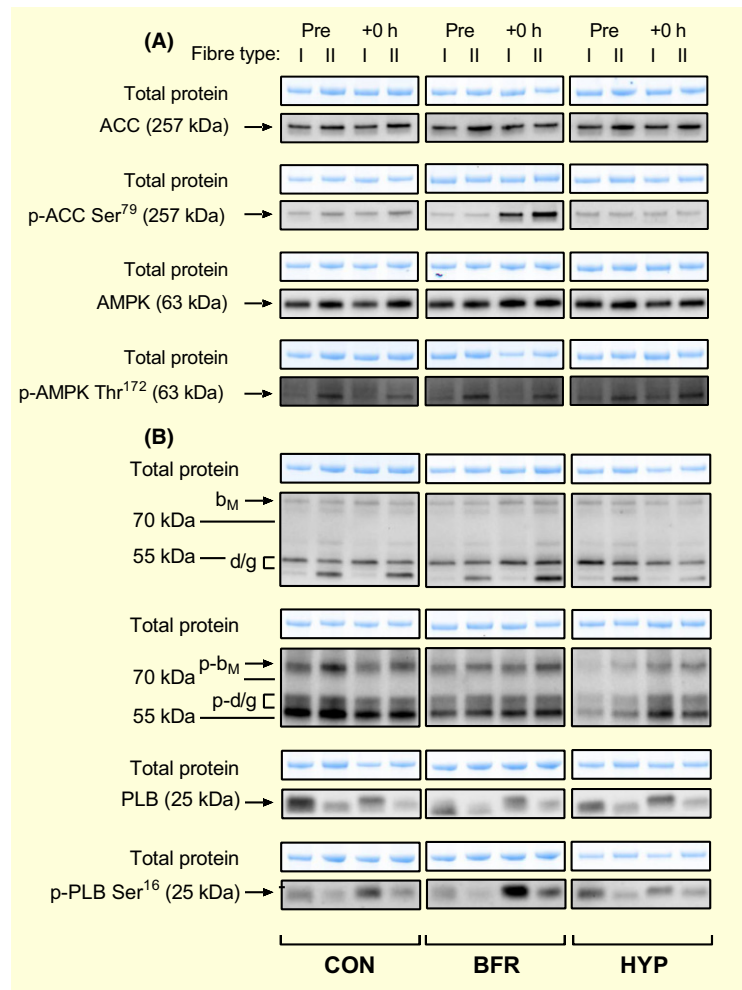 (A)
Pre +0 h Pre +0 h Pre +0 h
Fibre type: I II I II I II I II I II I II
Total protein
ACC (257 kDa)
Total protein
p-ACC Ser79 (257 kDa)
Total protein
AMPK (63 kDa)
Total protein
p-AMPK Thr172 (63 kDa)
(B)
Total protein
bM
70 kDa
55 kDa d/g
Total protein
p-bM
70 kDa
p-d/g
55 kDa
Total protein
PLB (25 kDa)
Total protein
p-PLB Ser16 (25 kDa)
CON BFR HYP